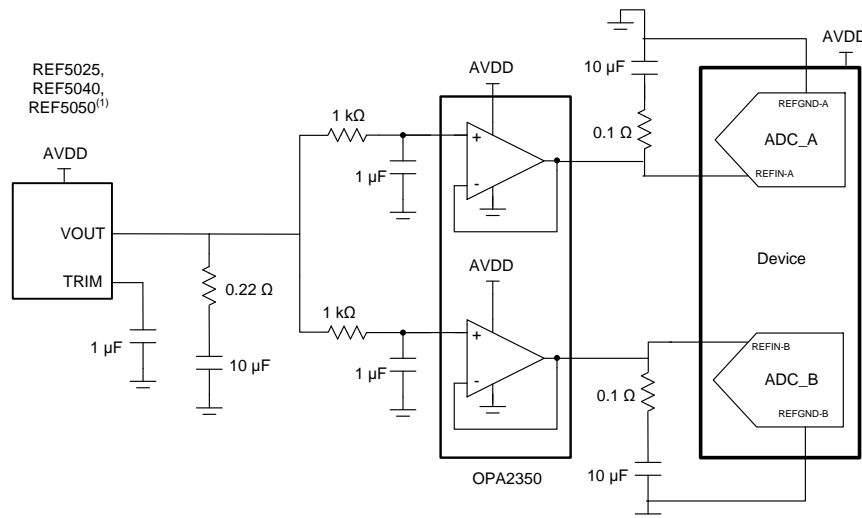 REF5025,
REF5040,
REF5050(1)
AVDD
VOUT
TRIM
1 µF
0.22 Ω
10 µF
1 kΩ
1 µF
AVDD
+
-
1 kΩ
1 µF
AVDD
+
-
OPA2350
10 µF
0.1 Ω
0.1 Ω
10 µF
AVDD
REFGND-A
ADC_A
REFIN-A
Device
REFIN-B
ADC_B
REFGND-B